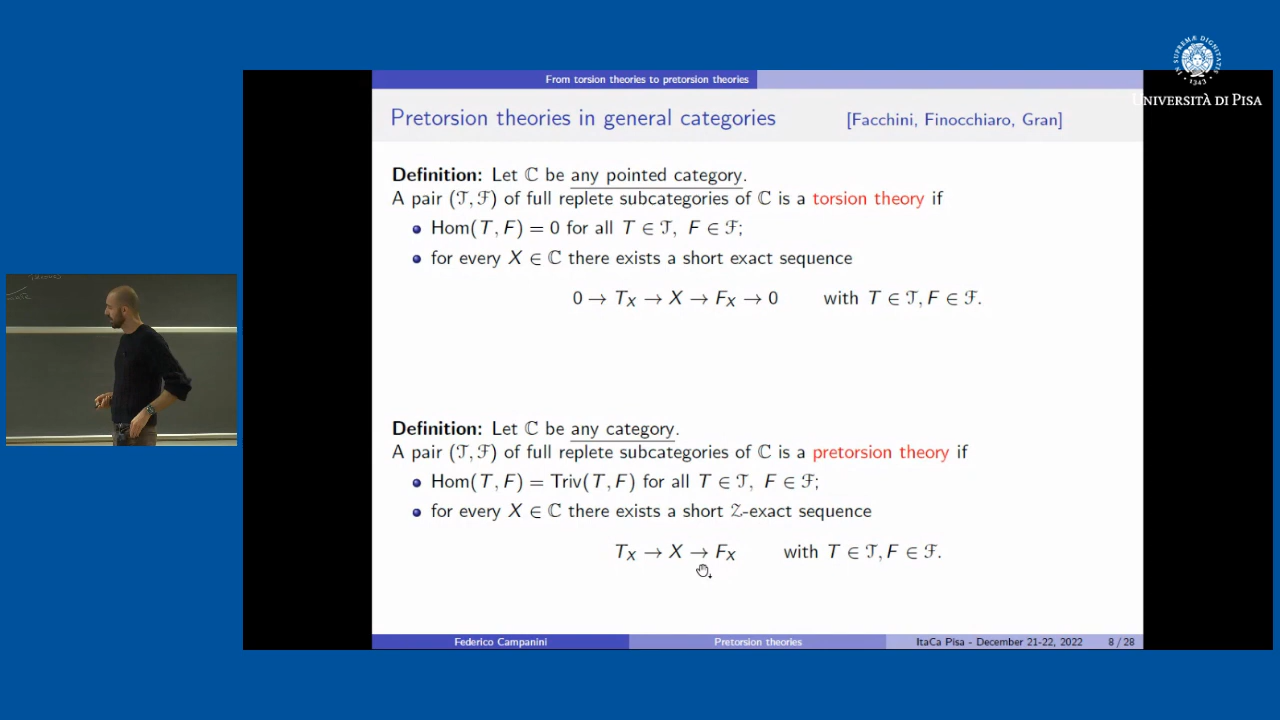 From torsion theories to pretorsion theories
Pretorsion theories in general categories [Facchini, Finocchiaro, Gran]
IN SUPREMÆ DIGNITATIS
1343
UNIVERSITÀ DI PISA
Definition: Let ℂ be any pointed category.
A pair (𝒯, ℱ) of full replete subcategories of ℂ is a torsion theory if
• Hom(T, F) = 0 for all T ∈ 𝒯, F ∈ ℱ;
• for every X ∈ ℂ there exists a short exact sequence
0 → T_X → X → F_X → 0 with T ∈ 𝒯, F ∈ ℱ.
Definition: Let ℂ be any category.
A pair (𝒯, ℱ) of full replete subcategories of ℂ is a pretorsion theory if
• Hom(T, F) = Triv(T, F) for all T ∈ 𝒯, F ∈ ℱ;
• for every X ∈ ℂ there exists a short 𝒵-exact sequence
T_X → X → F_X with T ∈ 𝒯, F ∈ ℱ.
Federico Campanini Pretorsion theories ItaCa Pisa - December 21-22, 2022 8 / 28